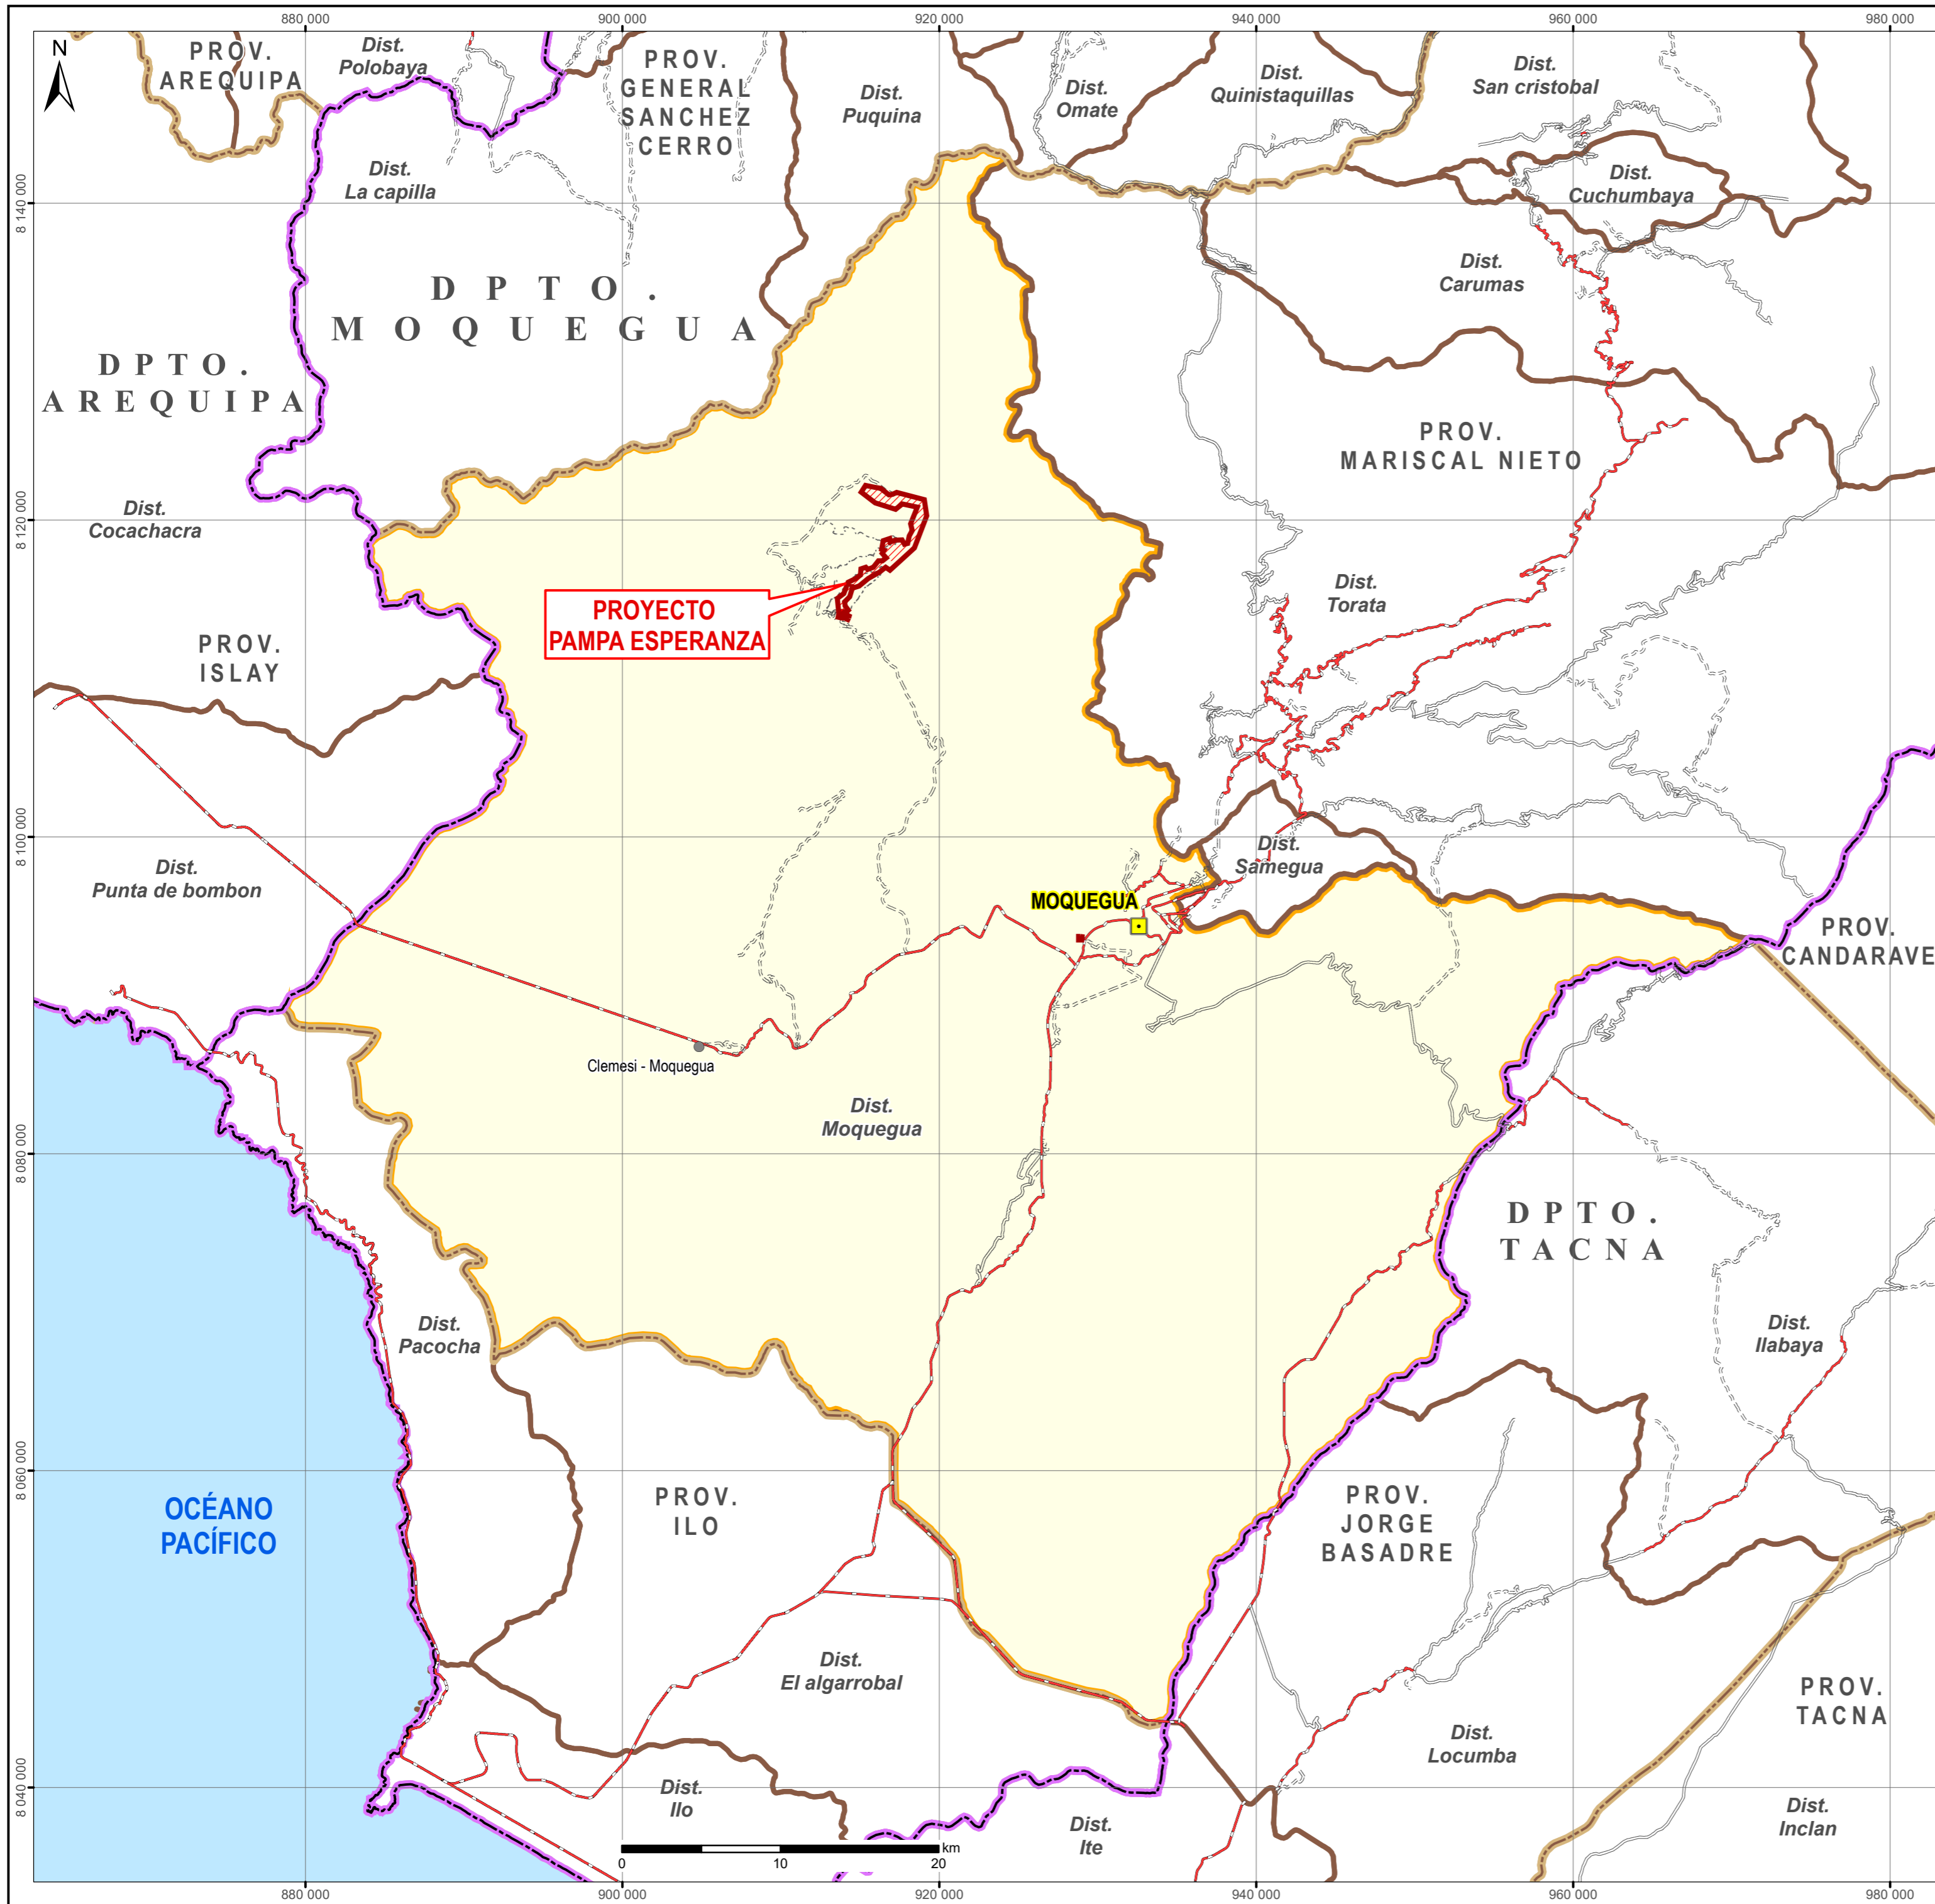 880 000
900 000
920 000
940 000
960 000
980 000
N
PROV.
AREQUIPA
Dist.
Polobaya
PROV.
GENERAL
SANCHEZ
CERRO
Dist.
Puquina
Dist.
Omate
Dist.
Quinistaquillas
Dist.
San cristobal
Dist.
La capilla
Dist.
Cuchumbaya
8 140 000
DPTO.
MOQUEGUA
Dist.
Carumas
DPTO.
AREQUIPA
PROV.
MARISCAL NIETO
Dist.
Cocachacra
8 120 000
PROYECTO
PAMPA ESPERANZA
Dist.
Torata
PROV.
ISLAY
8 100 000
Dist.
Punta de bombon
Dist.
Samegua
MOQUEGUA
PROV.
CANDARAVE
Clemesi - Moquegua
Dist.
Moquegua
8 080 000
DPTO.
TACNA
Dist.
Pacocha
Dist.
Ilabaya
8 060 000
OCÉANO
PACÍFICO
PROV.
ILO
PROV.
JORGE
BASADRE
Dist.
El algarrobal
PROV.
TACNA
Dist.
Locumba
8 040 000
Dist.
Ilo
Dist.
Ite
Dist.
Inclan
km
0
10
20
880 000
900 000
920 000
940 000
960 000
980 000